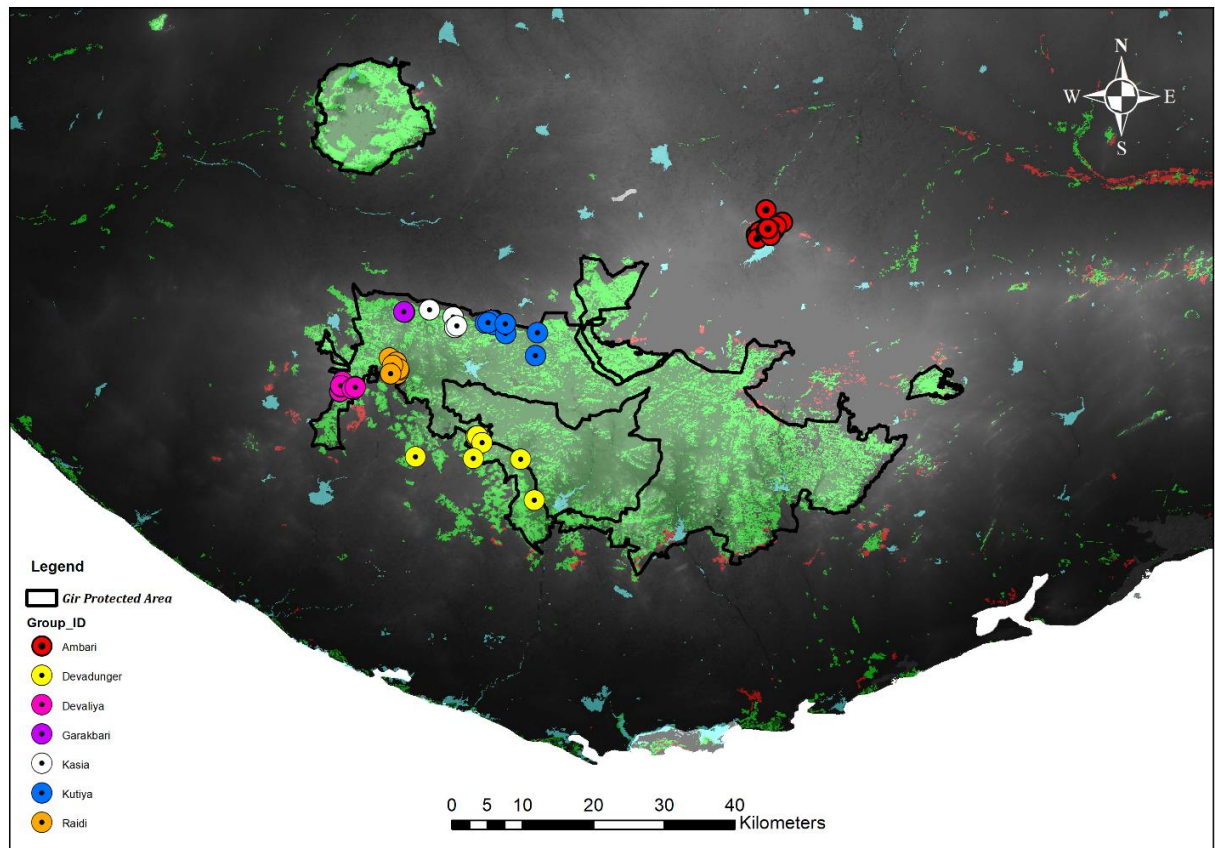 N
W E
S
Legend
Gir Protected Area
Group_ID
Ambari
Devadunger
Devaliya
Garakbari
Kasia
Kutiya
Raidi
0 5 10 20 30 40
Kilometers